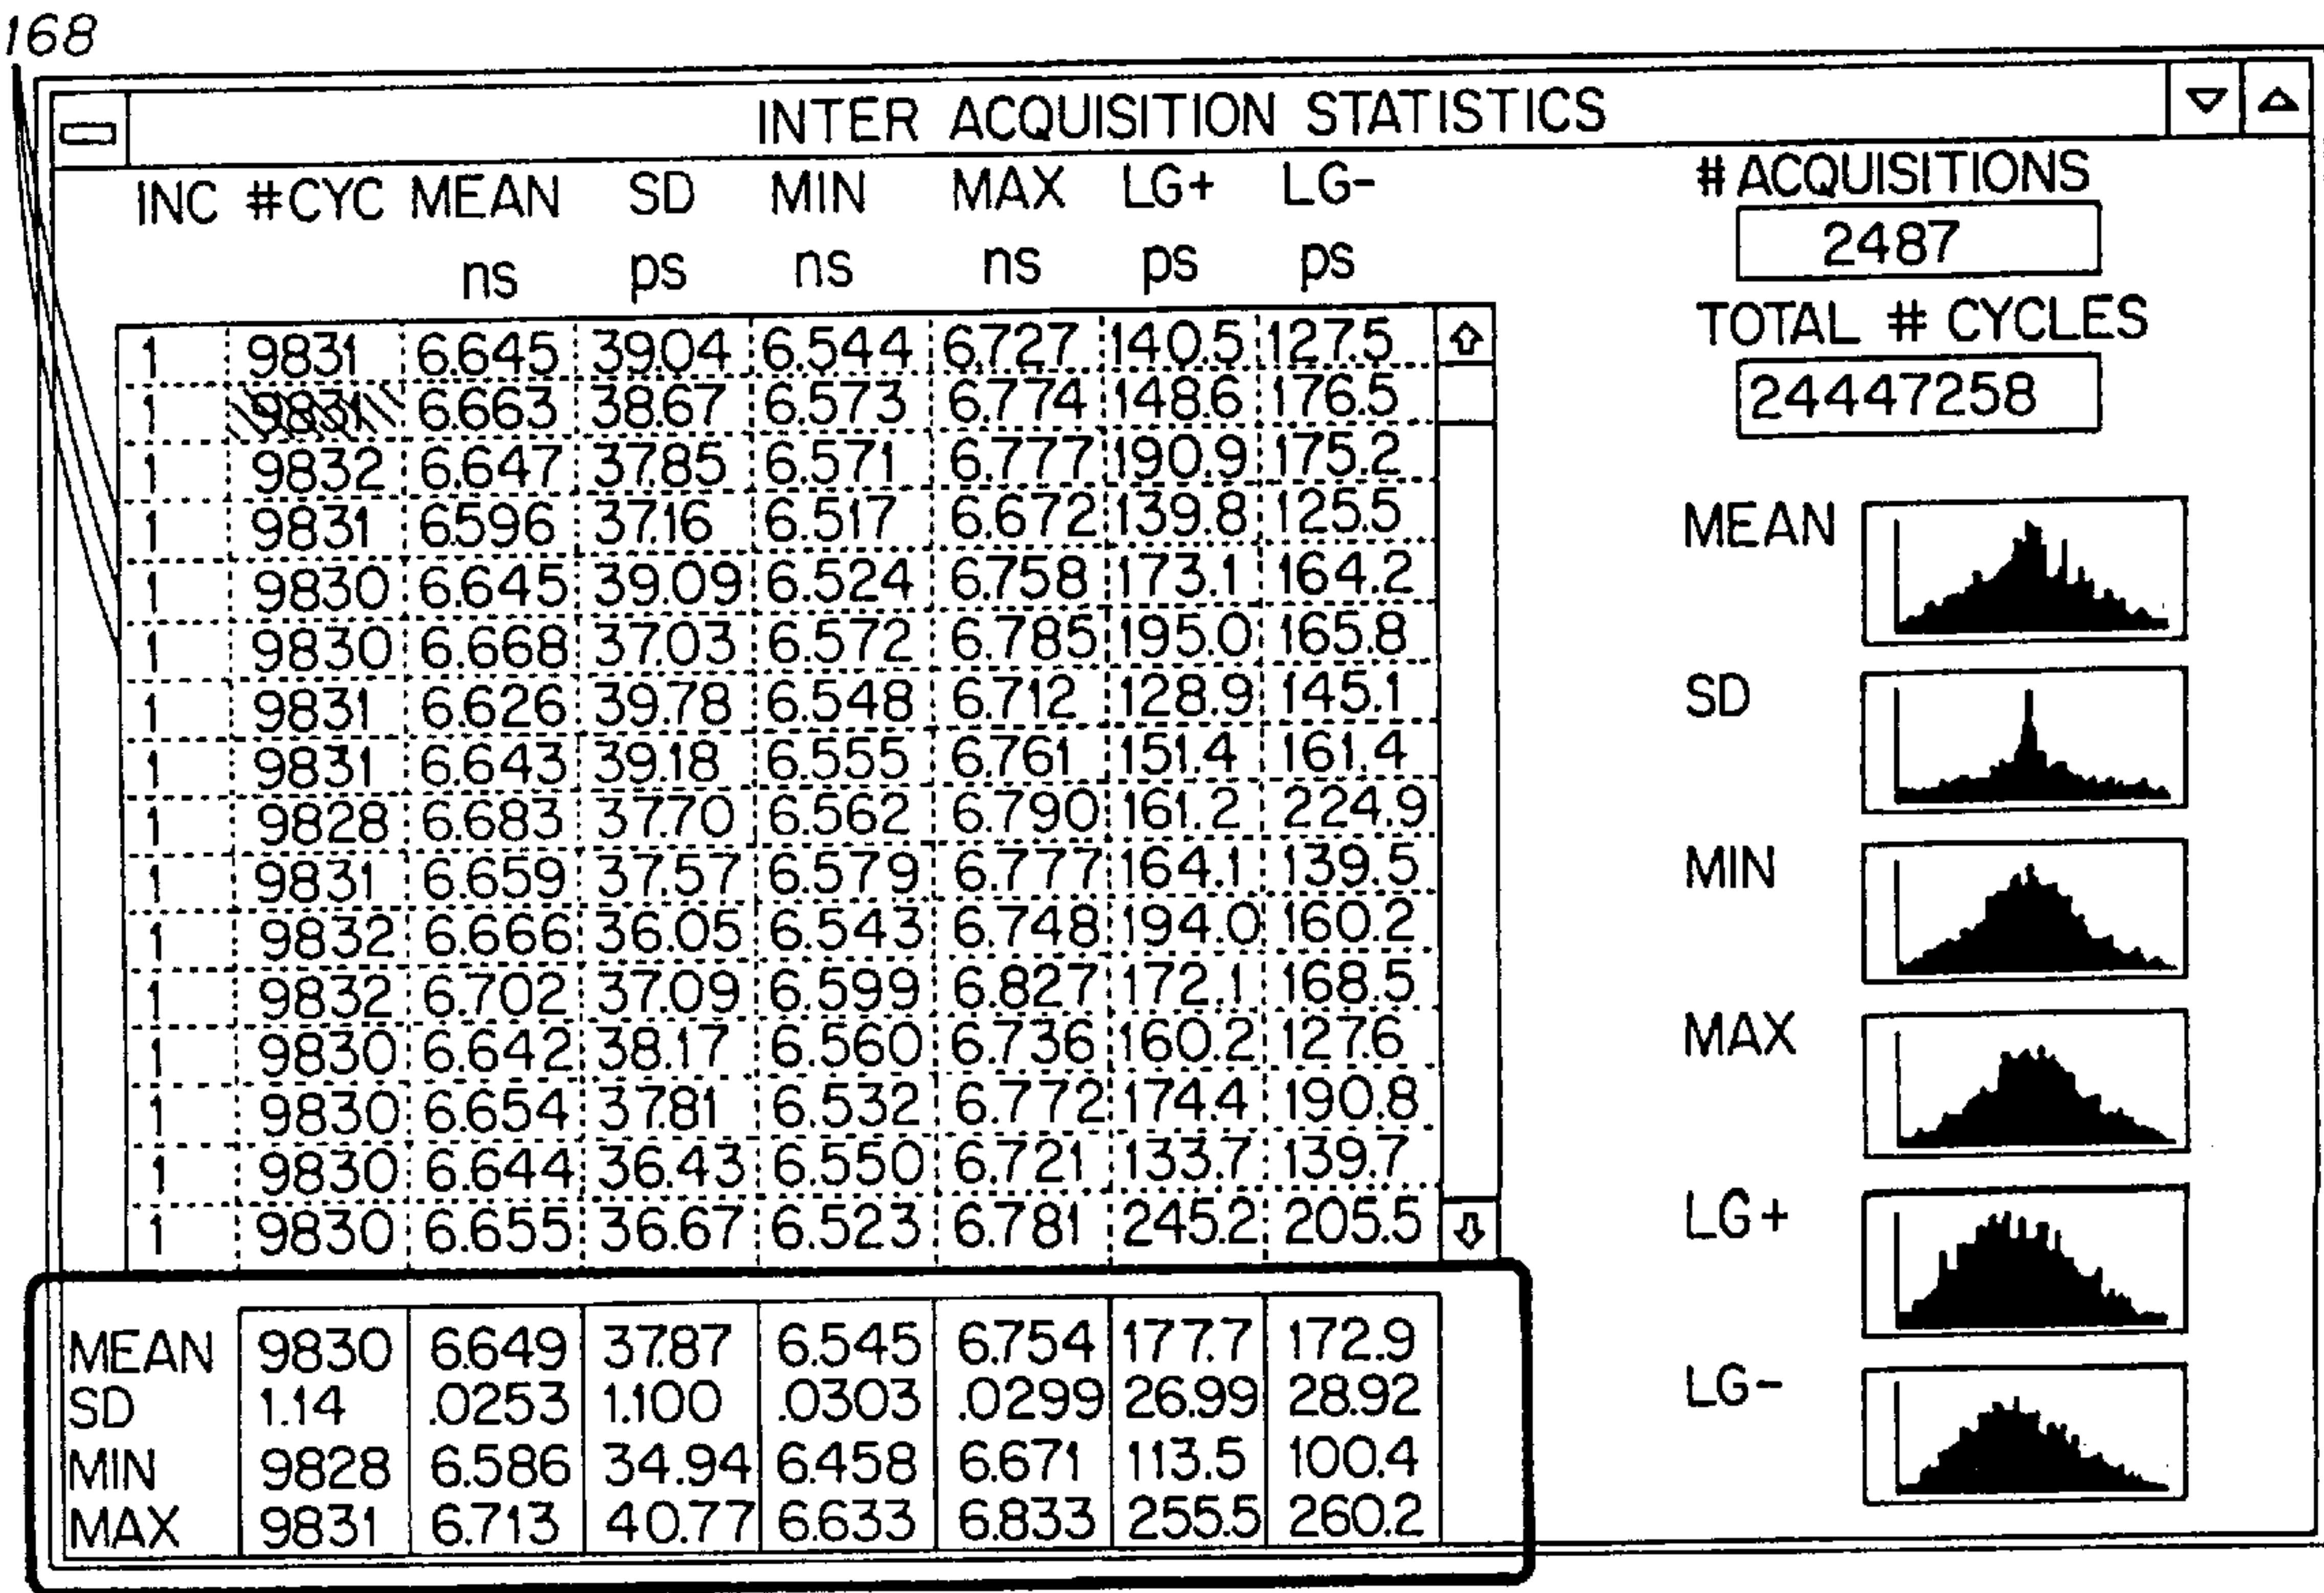 168
INTER ACQUISITION STATISTICS
INC #CYC MEAN SD MIN MAX LG+ LG-
ns ps ns ns ps ps
1 9831 6.645 39.04 6.544 6.727 140.5 127.5
1 9831 6.663 38.67 6.573 6.774 148.6 176.5
1 9832 6.647 37.85 6.571 6.777 190.9 175.2
1 9831 6596 37.16 6.517 6.672 139.8 125.5
1 9830 6.645 39.09 6.524 6.758 173.1 164.2
1 9830 6.668 37.03 6.572 6.785 195.0 165.8
1 9831 6.626 39.78 6.548 6.712 128.9 145.1
1 9831 6.643 39.18 6.555 6.761 151.4 161.4
1 9828 6.683 37.70 6.562 6.790 161.2 224.9
1 9831 6.659 37.57 6.579 6.777 164.1 139.5
1 9832 6.666 36.05 6.543 6.748 194.0 160.2
1 9832 6.702 37.09 6.599 6.827 172.1 168.5
1 9830 6.642 38.17 6.560 6.736 160.2 127.6
1 9830 6.654 37.81 6.532 6.772 174.4 190.8
1 9830 6.644 36.43 6.550 6.721 133.7 139.7
1 9830 6.655 36.67 6.523 6.781 245.2 205.5
MEAN 9830 6.649 37.87 6.545 6.754 177.7 172.9
SD 1.14 .0253 1.100 .0303 .0299 26.99 28.92
MIN 9828 6.586 34.94 6.458 6.671 113.5 100.4
MAX 9831 6.713 40.77 6.633 6.833 255.5 260.2
# ACQUISITIONS
2487
TOTAL # CYCLES
24447258
MEAN
SD
MIN
MAX
LG+
LG-